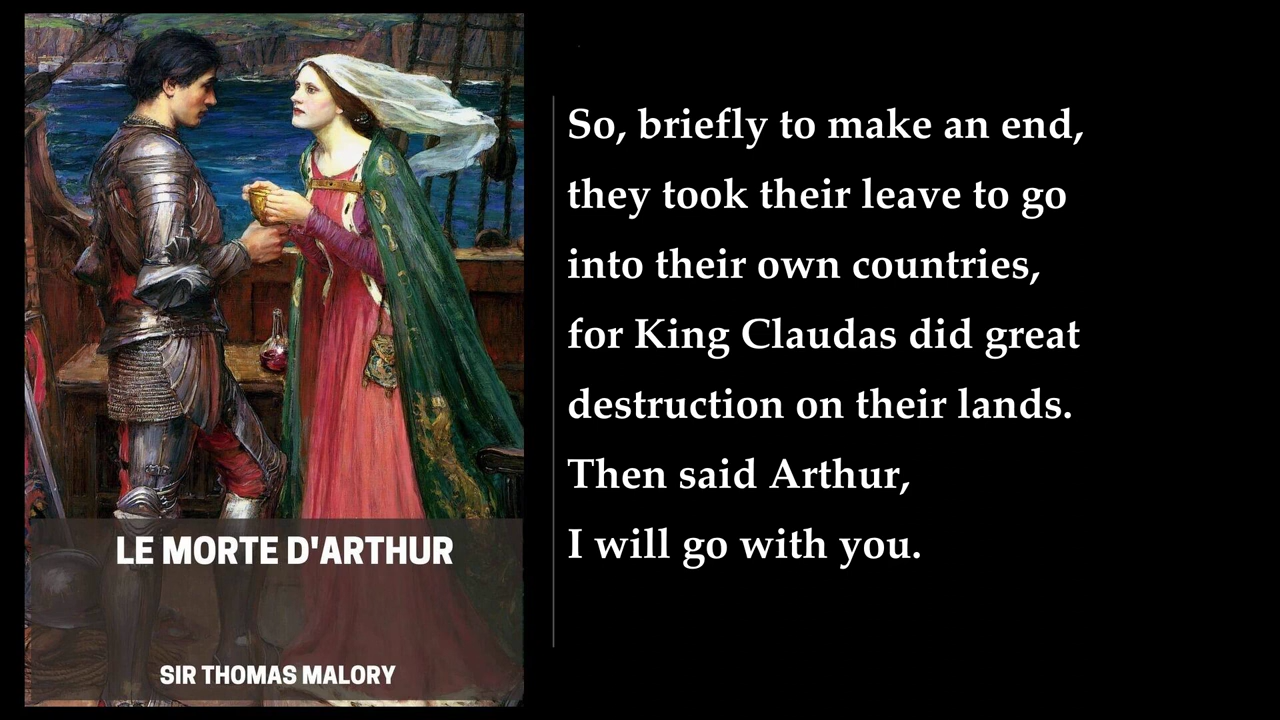 LE MORTE D'ARTHUR
SIR THOMAS MALORY
So, briefly to make an end,
they took their leave to go
into their own countries,
for King Claudas did great
destruction on their lands.
Then said Arthur,
I will go with you.